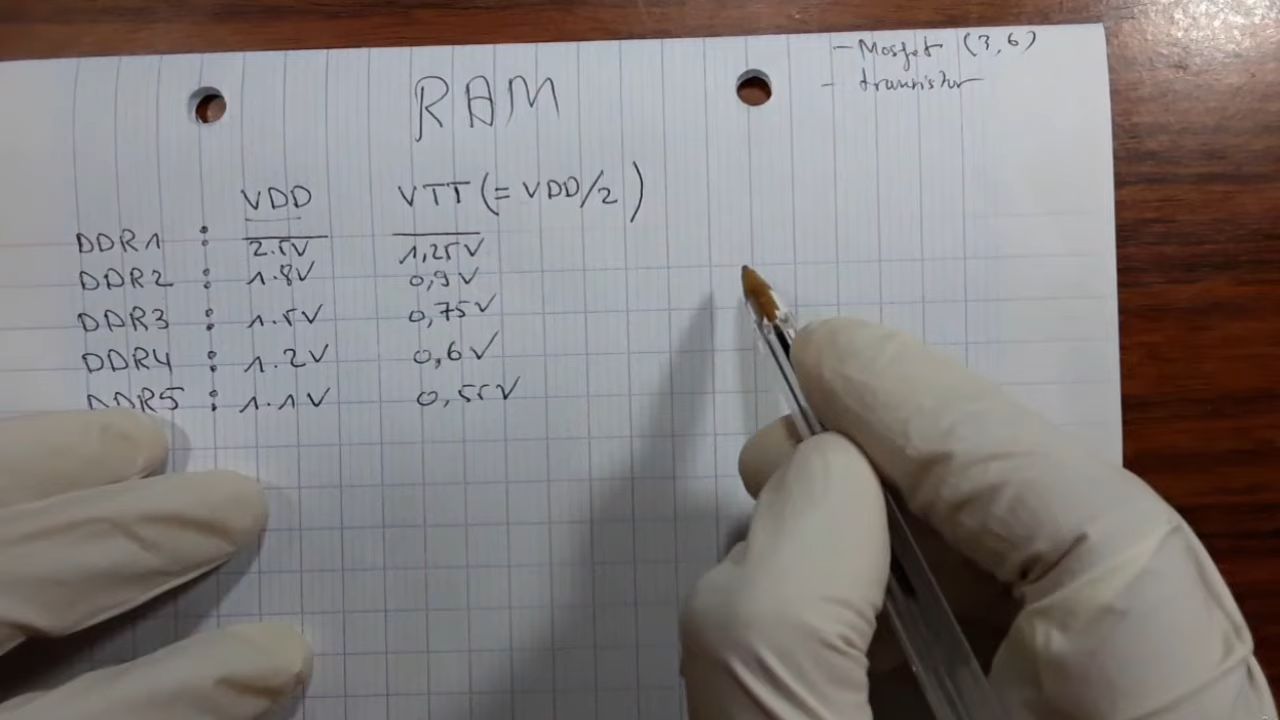 - Mosfet (3,6)
- transistor
RAM
VDD VTT (= VDD/2)
DDR1 : 2.5V 1,25V
DDR2 : 1.8V 0,9V
DDR3 : 1.5V 0,75V
DDR4 : 1.2V 0,6V
DDR5 : 1.1V 0,55V